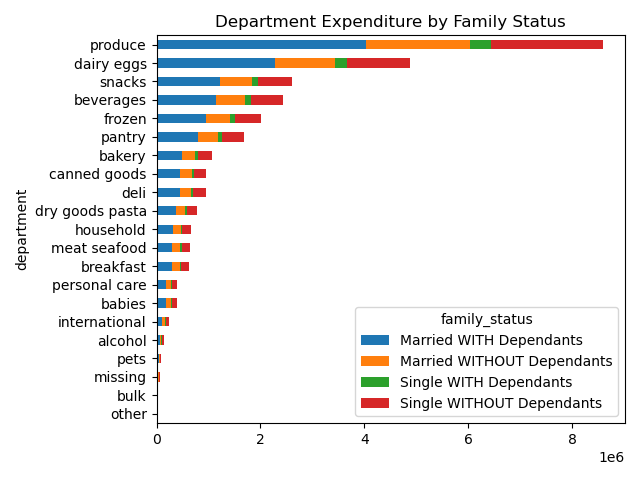 Department Expenditure by Family Status
produce
dairy eggs
snacks
beverages
frozen
pantry
bakery
canned goods
deli
dry goods pasta
household
meat seafood
breakfast
personal care
babies
international
alcohol
pets
missing
bulk
other
department
family_status
Married WITH Dependants
Married WITHOUT Dependants
Single WITH Dependants
Single WITHOUT Dependants
0 2 4 6 8
1e6